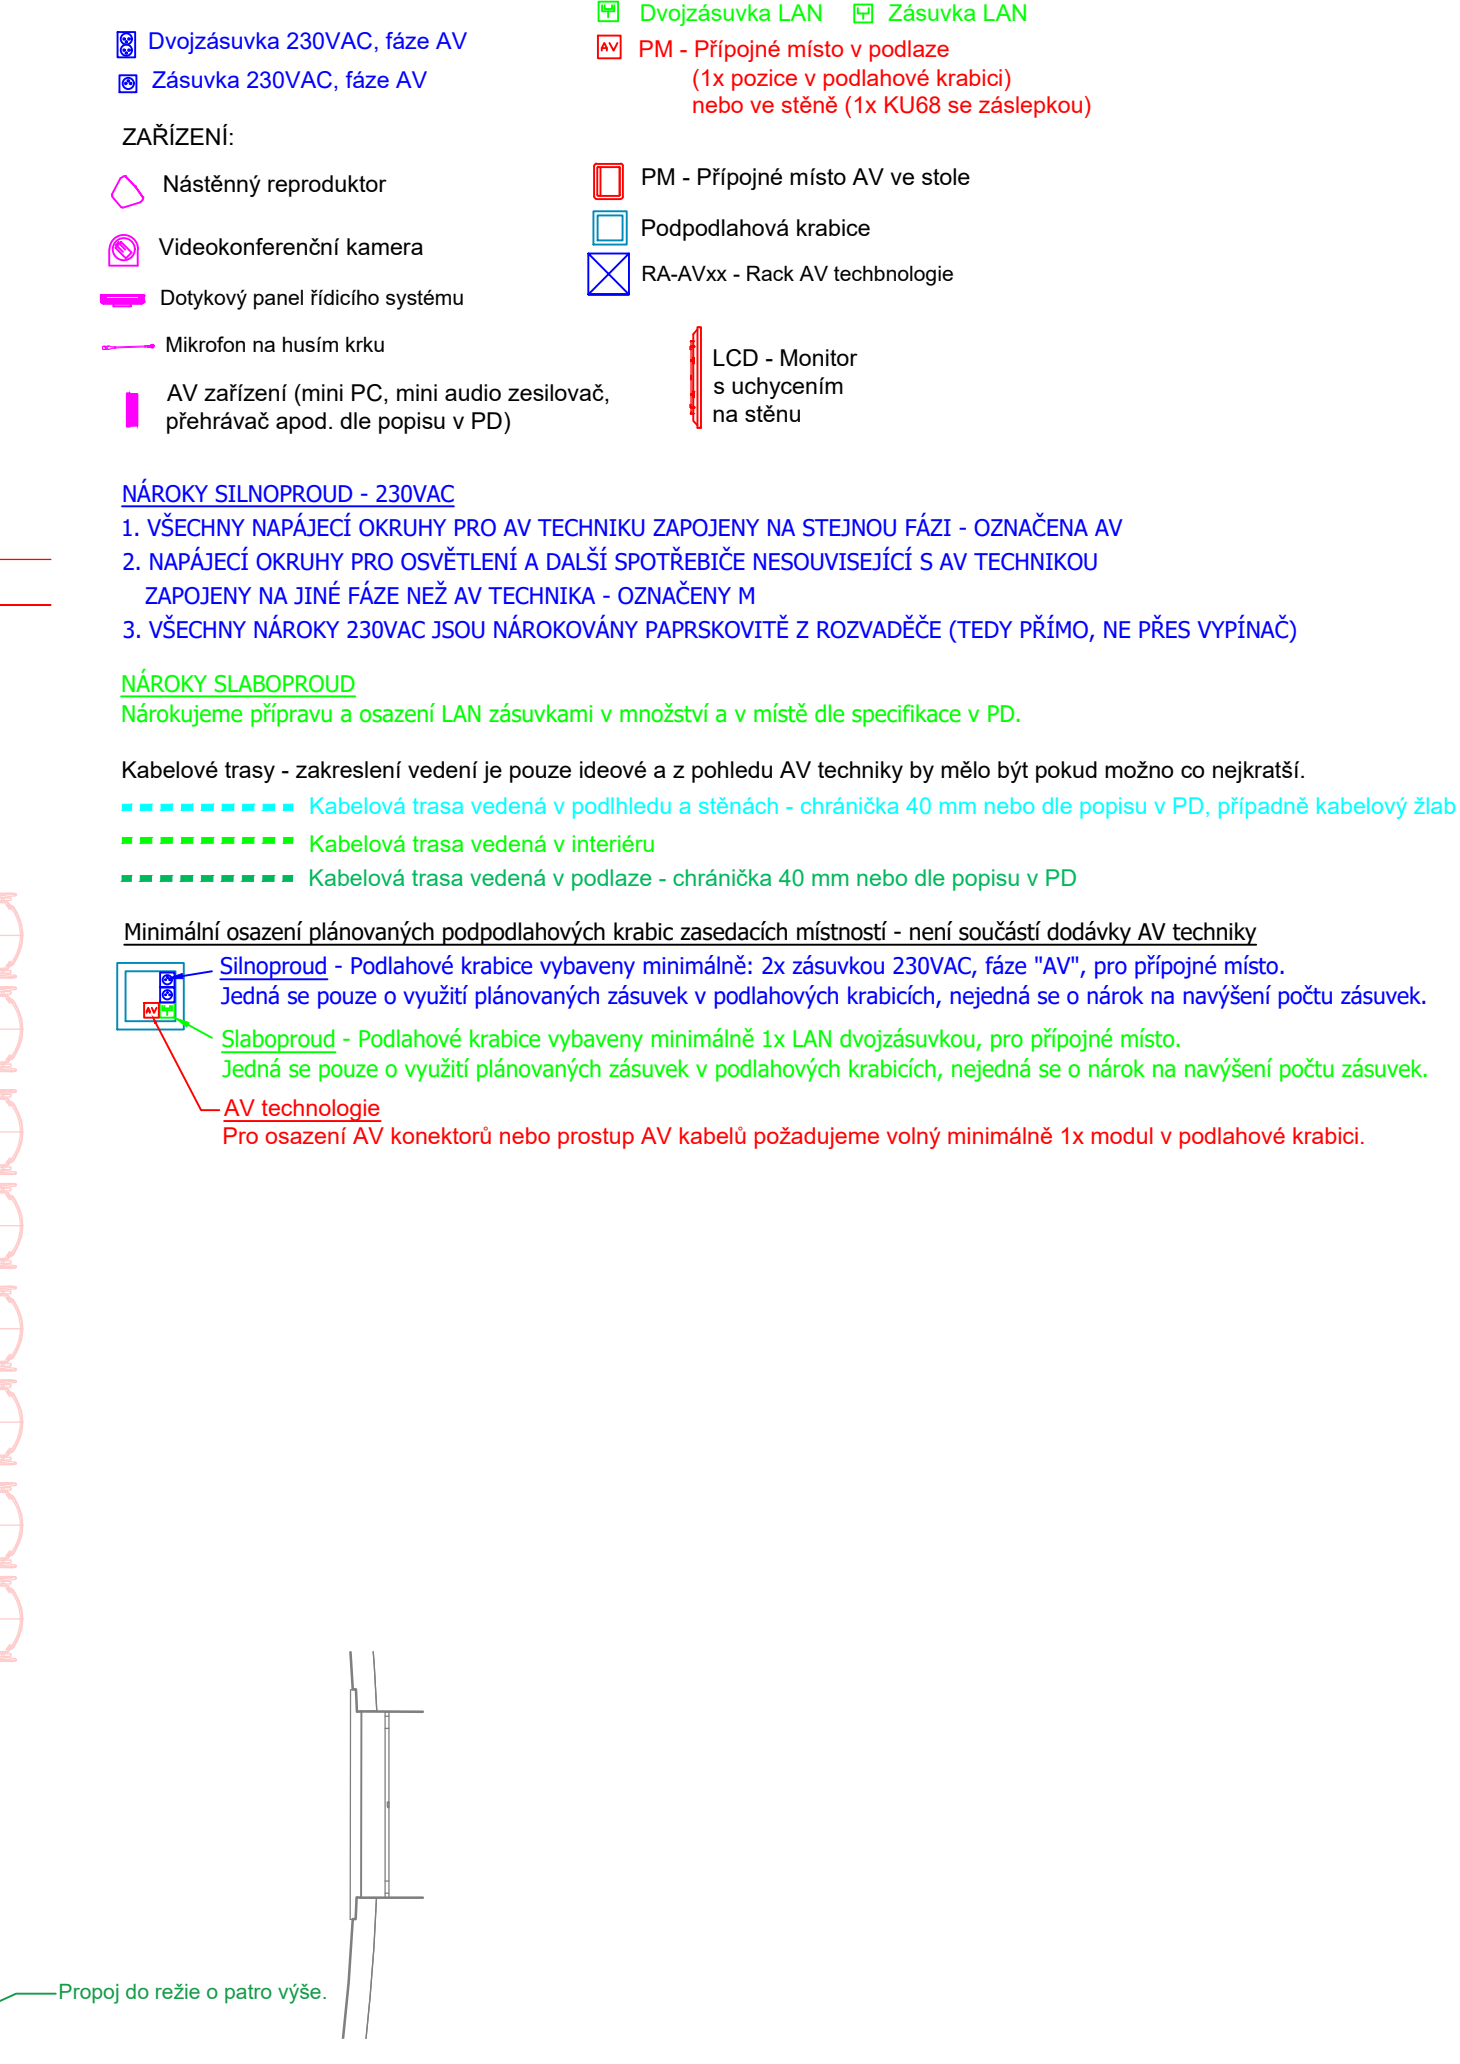 Dvojzásuvka LAN
Zásuvka LAN
Dvojzásuvka 230VAC, fáze AV
AV
PM - Přípojné místo v podlaze
(1x pozice v podlahové krabici)
nebo ve stěně (1x KU68 se záslepkou)
Zásuvka 230VAC, fáze AV
ZAŘÍZENÍ:
Nástěnný reproduktor
Videokonferenční kamera
Dotykový panel řídicího systému
Mikrofon na husím krku
AV zařízení (mini PC, mini audio zesilovač,
přehrávač apod. dle popisu v PD)
PM - Přípojné místo AV ve stole
Podpodlahová krabice
RA-AVxx - Rack AV techbnologie
LCD - Monitor
s uchycením
na stěnu
NÁROKY SILNOPROUD - 230VAC
1. VŠECHNY NAPÁJECÍ OKRUHY PRO AV TECHNIKU ZAPOJENY NA STEJNOU FÁZI - OZNAČENA AV
2. NAPÁJECÍ OKRUHY PRO OSVĚTLENÍ A DALŠÍ SPOTŘEBIČE NESOUVISEJÍCÍ S AV TECHNIKOU
ZAPOJENY NA JINÉ FÁZE NEŽ AV TECHNIKA - OZNAČENY M
3. VŠECHNY NÁROKY 230VAC JSOU NÁROKOVÁNY PAPRSKOVITĚ Z ROZVADĚČE (TEDY PŘÍMO, NE PŘES VYPÍNAČ)
NÁROKY SLABOPROUD
Nárokujeme přípravu a osazení LAN zásuvkami v množství a v místě dle specifikace v PD.
Kabelové trasy - zakreslení vedení je pouze ideové a z pohledu AV techniky by mělo být pokud možno co nejkratší.
Kabelová trasa vedená v podlhledu a stěnách - chránička 40 mm nebo dle popisu v PD, případně kabelový žlab
Kabelová trasa vedená v interiéru
Kabelová trasa vedená v podlaze - chránička 40 mm nebo dle popisu v PD
Minimální osazení plánovaných podpodlahových krabic zasedacích místností - není součástí dodávky AV techniky
Silnoproud - Podlahové krabice vybaveny minimálně: 2x zásuvkou 230VAC, fáze "AV", pro přípojné místo.
Jedná se pouze o využití plánovaných zásuvek v podlahových krabicích, nejedná se o nárok na navýšení počtu zásuvek.
AV
Slaboproud - Podlahové krabice vybaveny minimálně 1x LAN dvojzásuvkou, pro přípojné místo.
Jedná se pouze o využití plánovaných zásuvek v podlahových krabicích, nejedná se o nárok na navýšení počtu zásuvek.
AV technologie
Pro osazení AV konektorů nebo prostup AV kabelů požadujeme volný minimálně 1x modul v podlahové krabici.
Propoj do režie o patro výše.